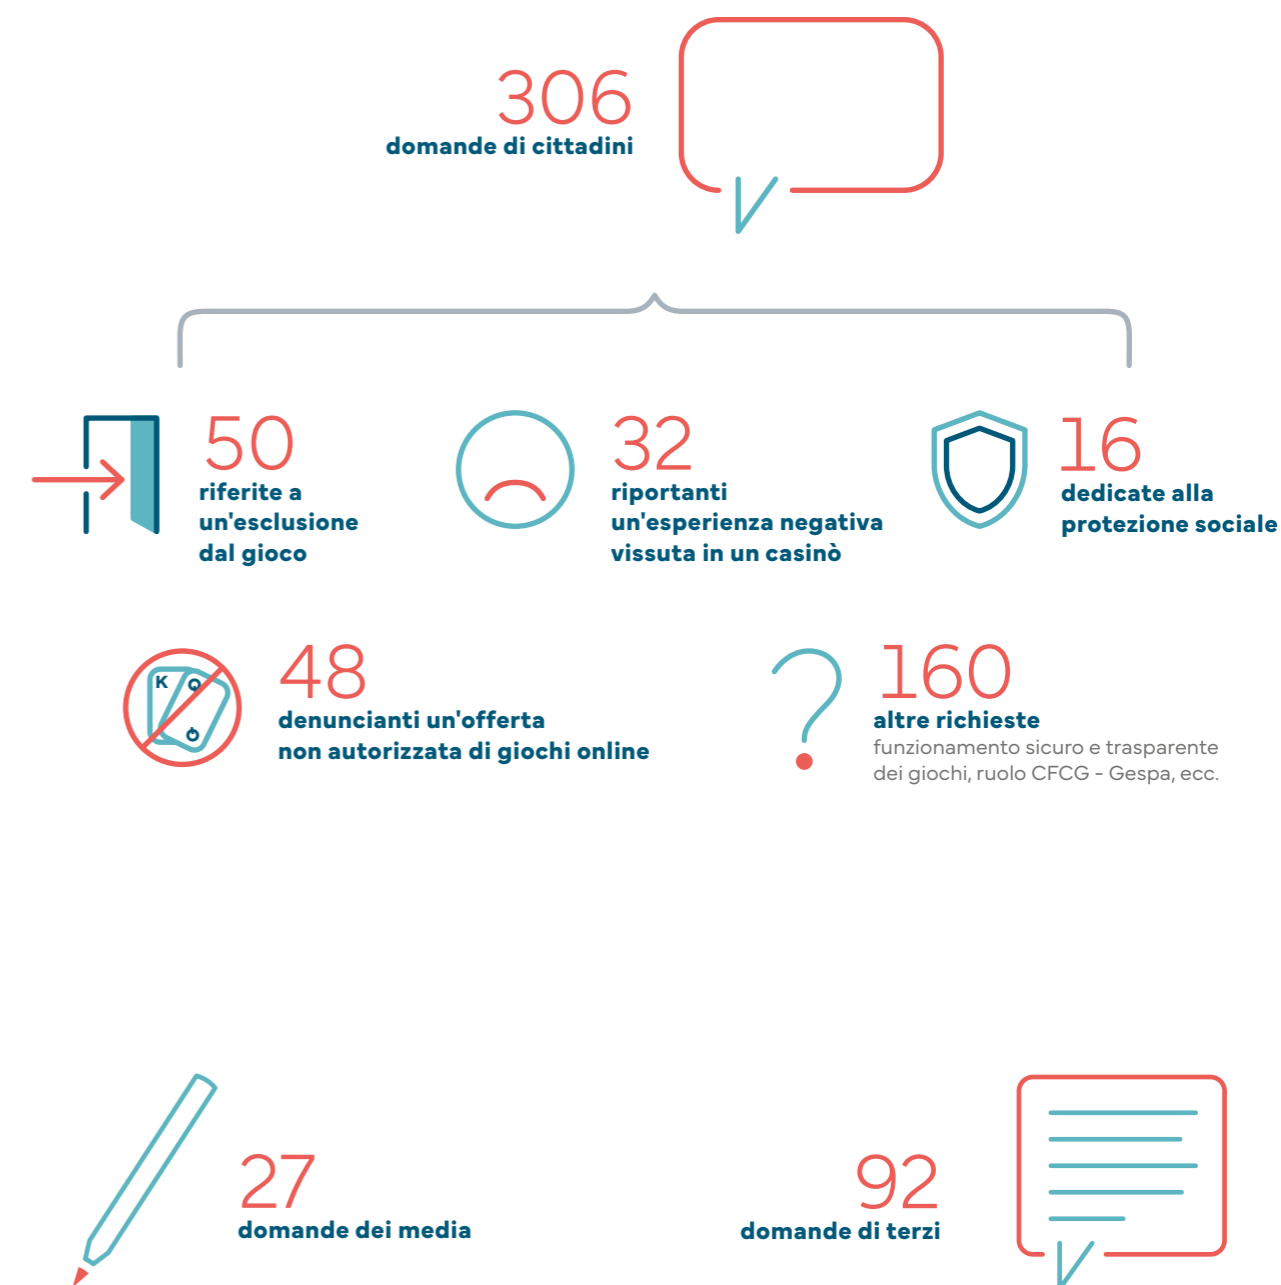 306
domande di cittadini
50
riferite a
un'esclusione
dal gioco
32
riportanti
un'esperienza negativa
vissuta in un casinò
16
dedicate alla
protezione sociale
K
Q
Q
48
denuncianti un'offerta
non autorizzata di giochi online
160
altre richieste
funzionamento sicuro e trasparente
dei giochi, ruolo CFCG - Gespa, ecc.
27
domande dei media
92
domande di terzi